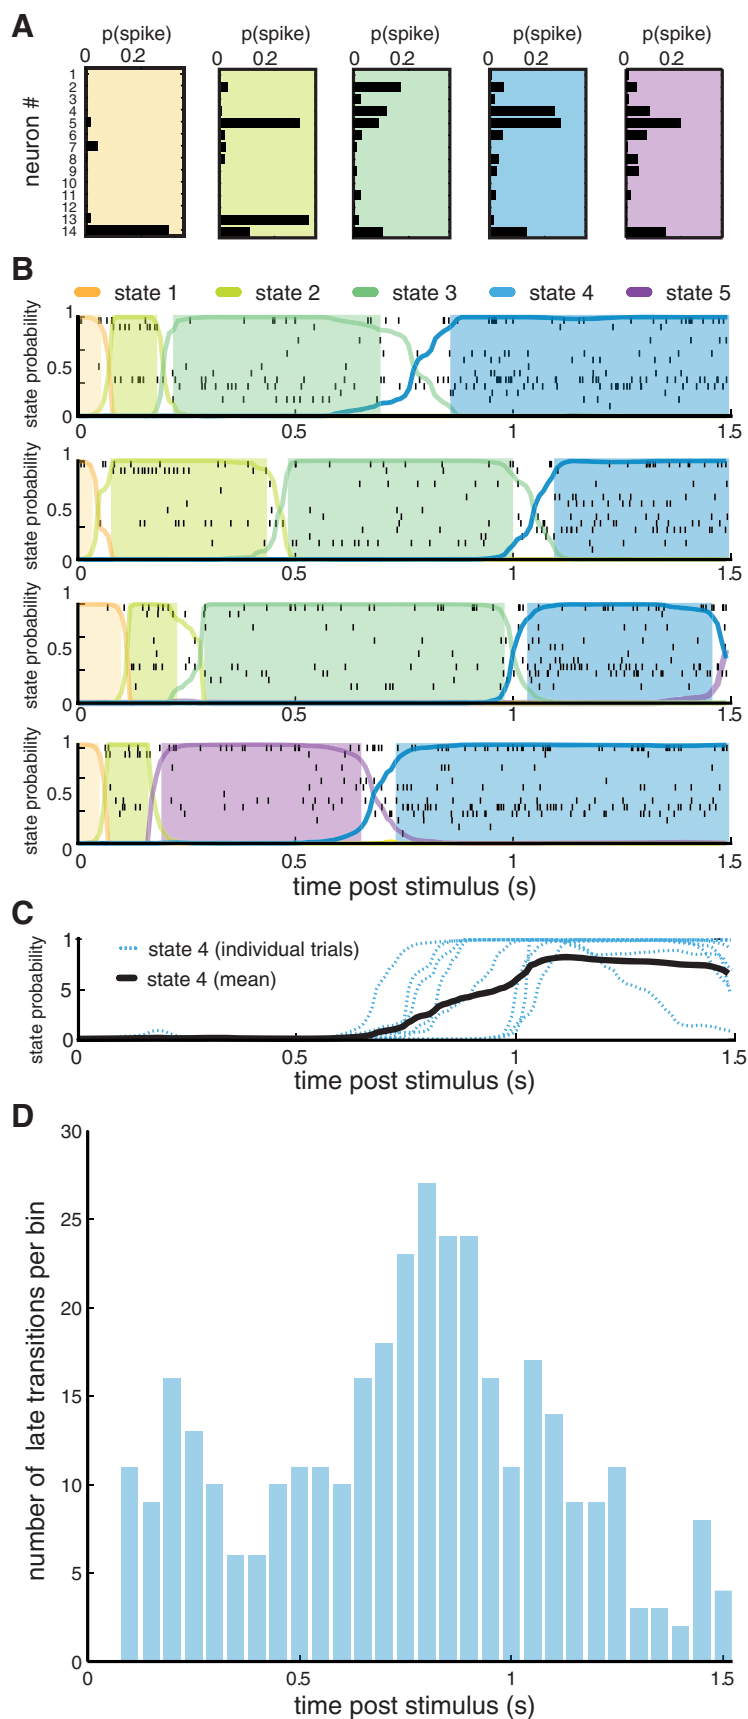 A
p(spike) p(spike) p(spike) p(spike) p(spike)
0 0.2 0 0.2 0 0.2 0 0.2 0 0.2
neuron #
1
2
3
4
5
6
7
8
9
10
11
12
13
14
B
state 1 state 2 state 3 state 4 state 5
state probability
1
0.5
0
0 0.5 1 1.5
state probability
1
0.5
0
0 0.5 1 1.5
state probability
1
0.5
0
0 0.5 1 1.5
state probability
1
0.5
0
0 0.5 1 1.5
time post stimulus (s)
C
state probability
1
5
0
state 4 (individual trials)
state 4 (mean)
0 0.5 1 1.5
time post stimulus (s)
D
number of late transitions per bin
30
25
20
15
10
5
0
0 0.5 1 1.5
time post stimulus (s)